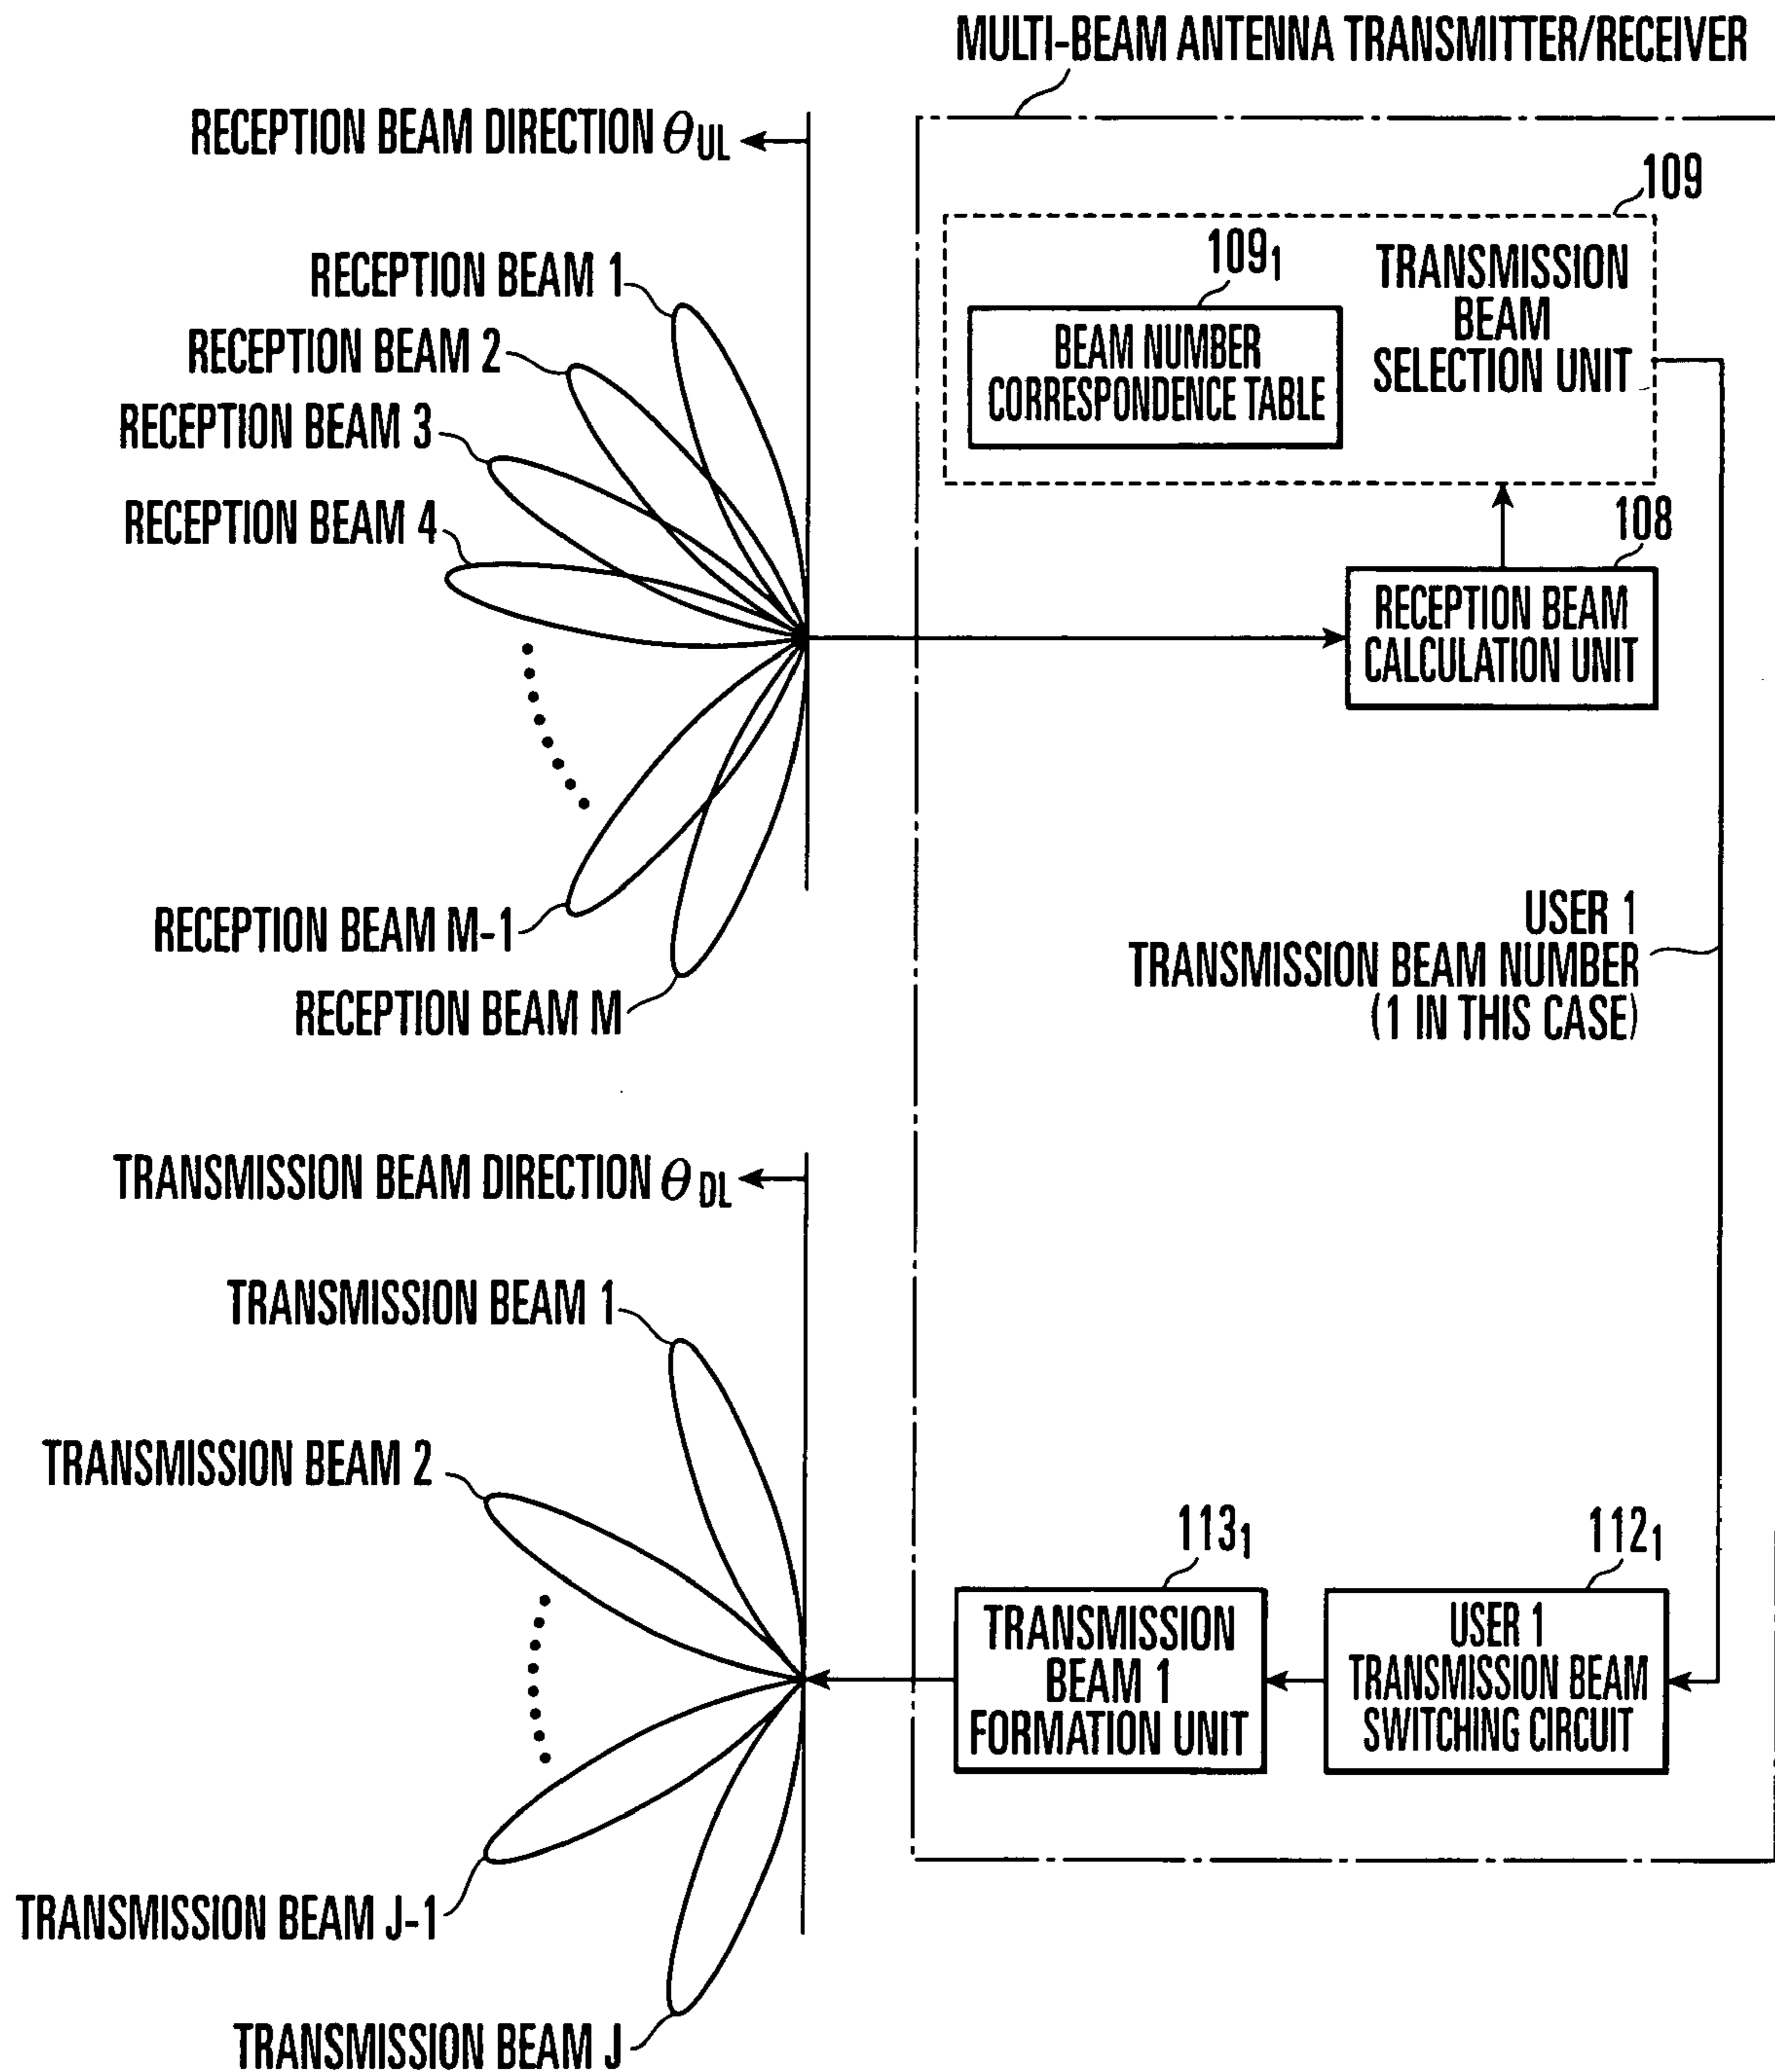 MULTI-BEAM ANTENNA TRANSMITTER/RECEIVER
RECEPTION BEAM DIRECTION θUL
109
109₁
TRANSMISSION
BEAM
SELECTION UNIT
BEAM NUMBER
CORRESPONDENCE TABLE
RECEPTION BEAM 1
RECEPTION BEAM 2
RECEPTION BEAM 3
RECEPTION BEAM 4
108
RECEPTION BEAM
CALCULATION UNIT
RECEPTION BEAM M-1
RECEPTION BEAM M
USER 1
TRANSMISSION BEAM NUMBER
(1 IN THIS CASE)
TRANSMISSION BEAM DIRECTION θDL
TRANSMISSION BEAM 1
TRANSMISSION BEAM 2
113₁
TRANSMISSION
BEAM 1
FORMATION UNIT
112₁
USER 1
TRANSMISSION BEAM
SWITCHING CIRCUIT
TRANSMISSION BEAM J-1
TRANSMISSION BEAM J